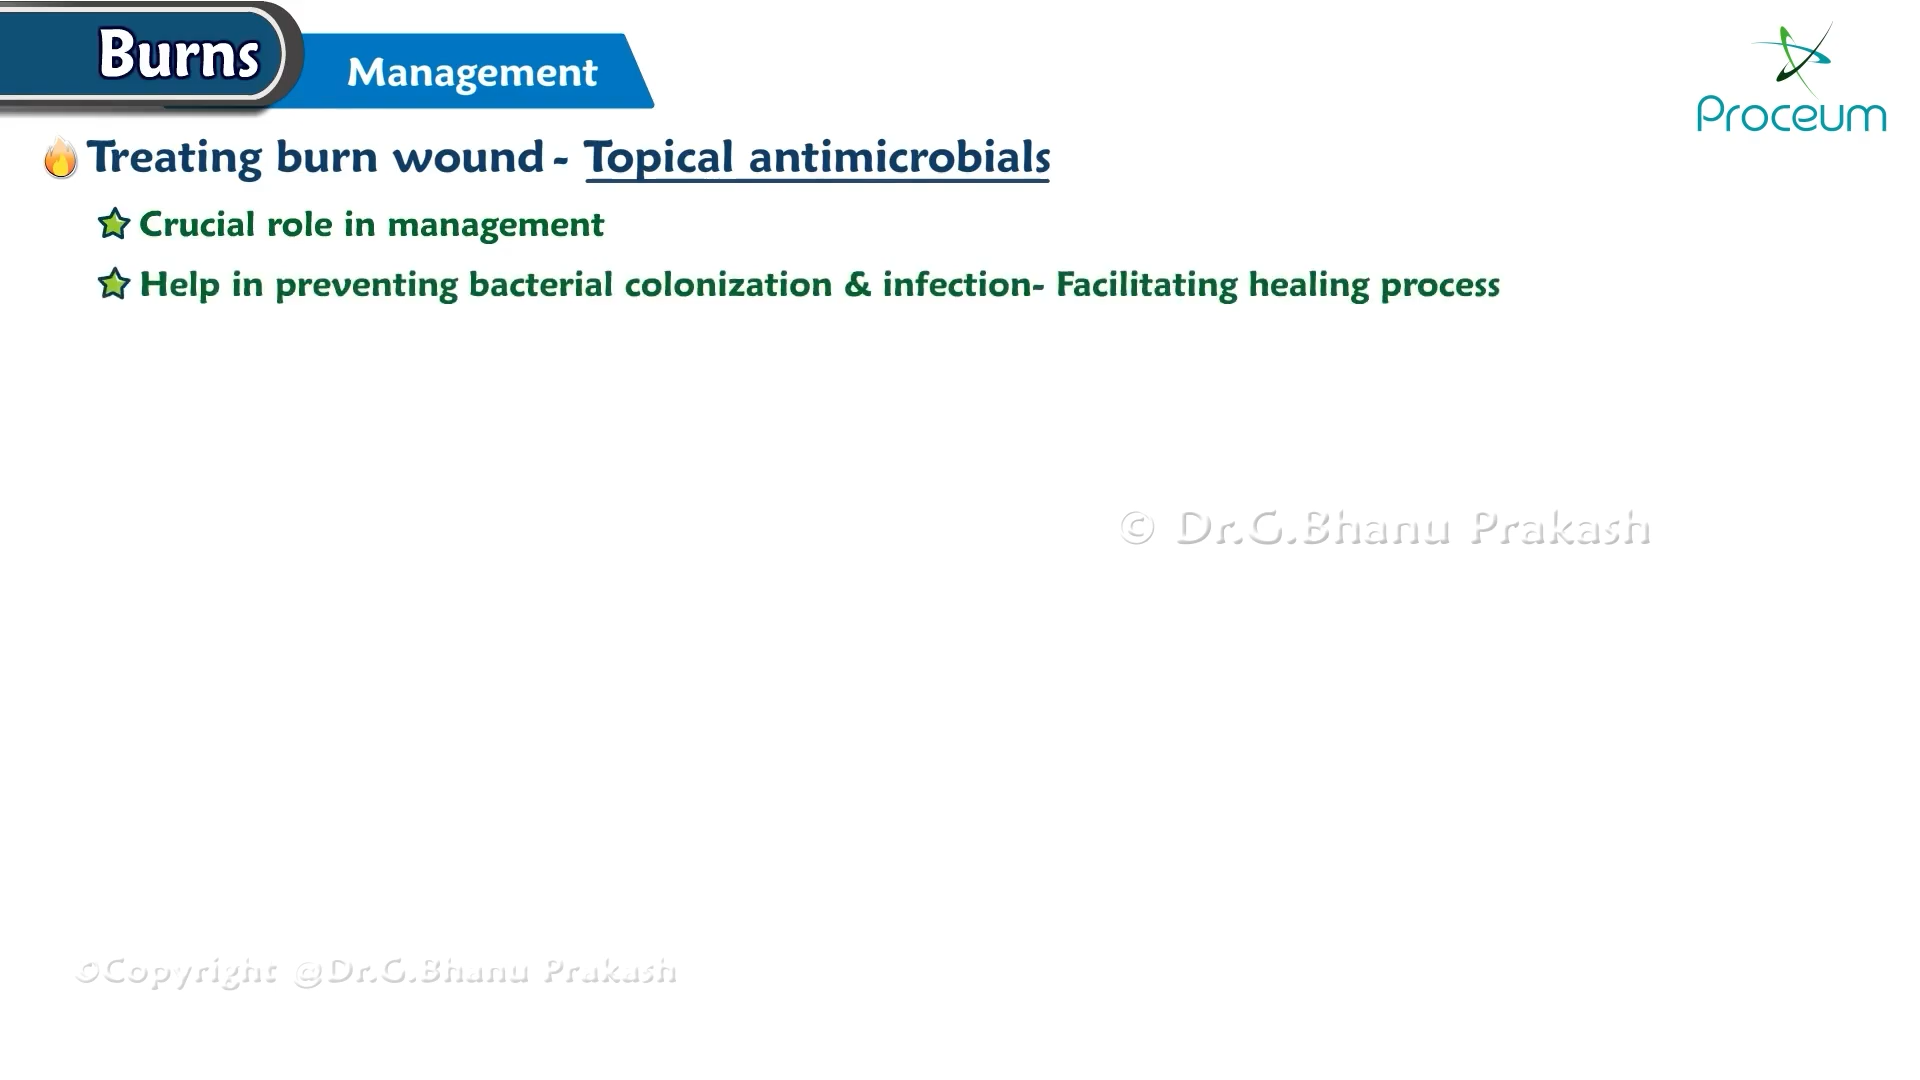 Burns
Management
Proceum
Treating burn wound - Topical antimicrobials
Crucial role in management
Help in preventing bacterial colonization & infection- Facilitating healing process
© Dr.G.Bhanu Prakash
©Copyright @Dr.G.Bhanu Prakash